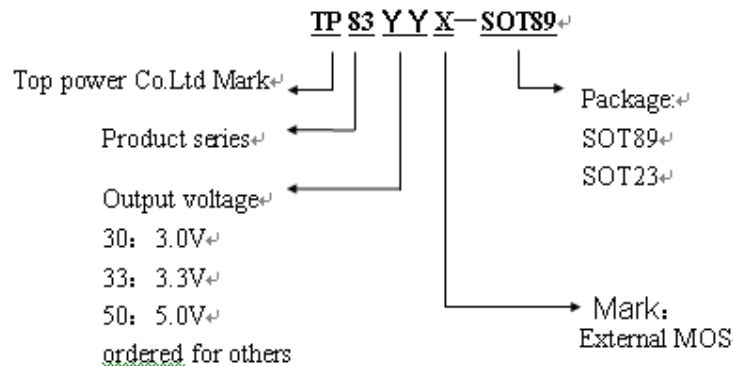 TP 83 Y Y X—SOT89↵
Top power Co.Ltd Mark↵
Product series↵
Output voltage↵
30： 3.0V↵
33： 3.3V↵
50： 5.0V↵
ordered for others
Package:↵
SOT89
SOT23↵
Mark：
External MOS